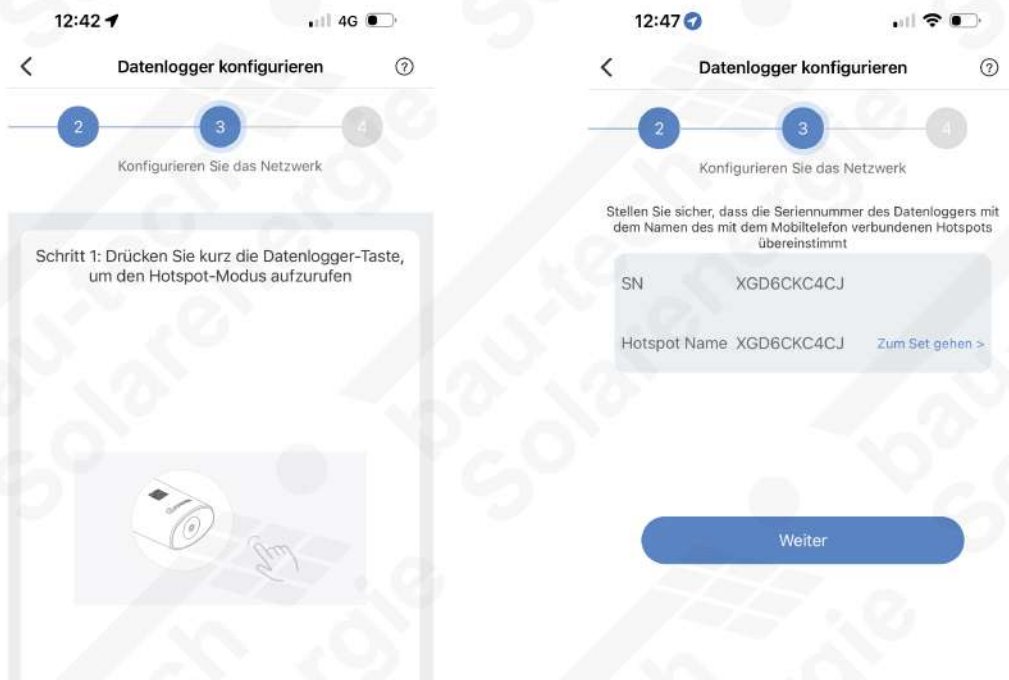 12:42
4G
Datenlogger konfigurieren
?
2
3
4
Konfigurieren Sie das Netzwerk
Schritt 1: Drücken Sie kurz die Datenlogger-Taste,
um den Hotspot-Modus aufzurufen
12:47
Datenlogger konfigurieren
?
2
3
4
Konfigurieren Sie das Netzwerk
Stellen Sie sicher, dass die Seriennummer des Datenloggers mit
dem Namen des mit dem Mobiltelefon verbundenen Hotspots
übereinstimmt
SN XGD6CKC4CJ
Hotspot Name XGD6CKC4CJ Zum Set gehen >
Weiter
bau-tech
Solarenergie